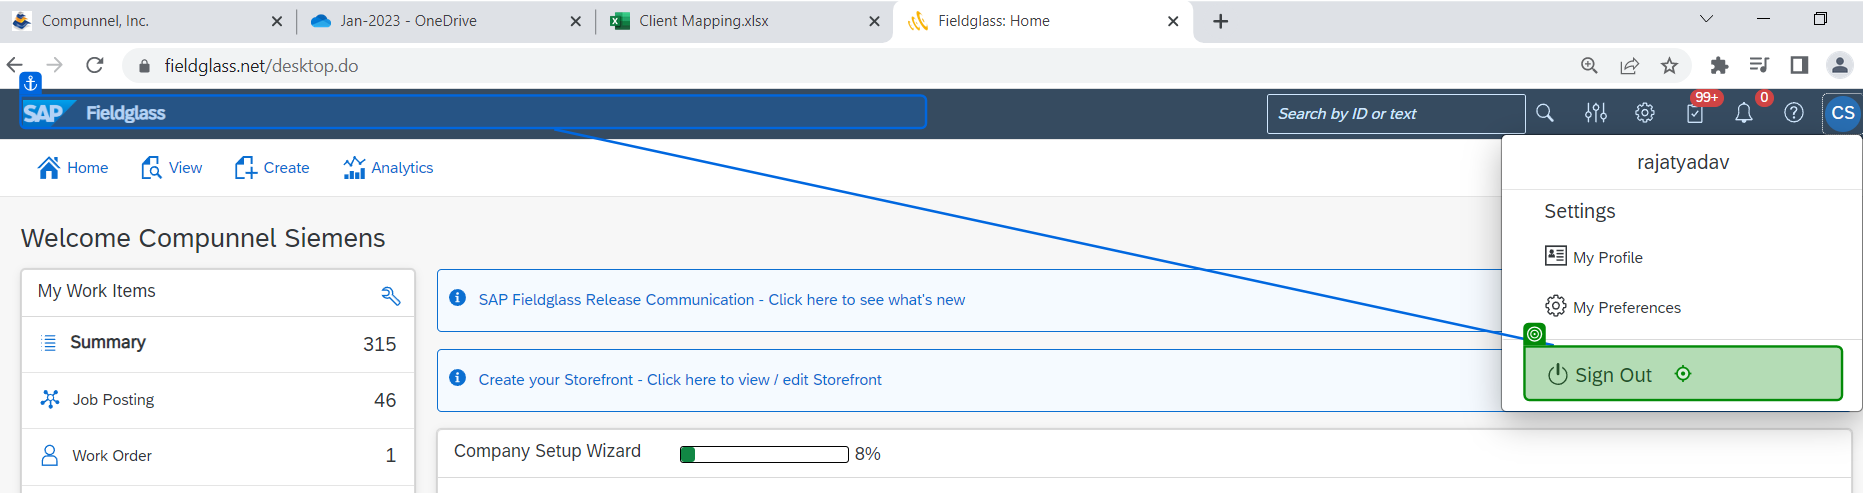 Compunnel, Inc.
Jan-2023 - OneDrive
Client Mapping.xlsx
Fieldglass: Home
fieldglass.net/desktop.do
SAP Fieldglass
Search by ID or text
99+
0
CS
Home
View
Create
Analytics
rajatyadav
Settings
My Profile
My Preferences
Sign Out
Welcome Compunnel Siemens
My Work Items
Summary 315
Job Posting 46
Work Order 1
SAP Fieldglass Release Communication - Click here to see what's new
Create your Storefront - Click here to view / edit Storefront
Company Setup Wizard 8%